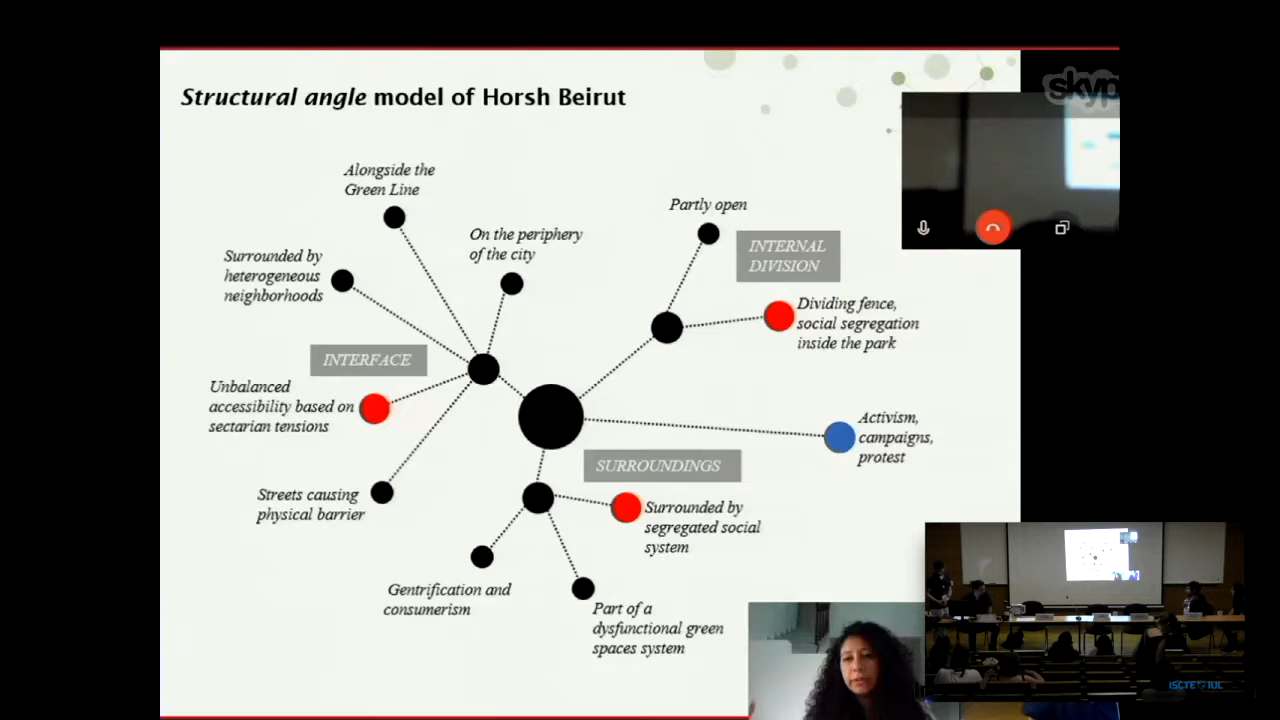 Structural angle model of Horsh Beirut
skyp
Alongside the
Green Line
Partly open
On the periphery
of the city
INTERNAL
DIVISION
Surrounded by
heterogeneous
neighborhoods
Dividing fence,
social segregation
inside the park
INTERFACE
Unbalanced
accessibility based on
sectarian tensions
Activism,
campaigns,
protest
SURROUNDINGS
Streets causing
physical barrier
Surrounded by
segregated social
system
Gentrification and
consumerism
Part of a
dysfunctional green
spaces system
ISCTE IUL